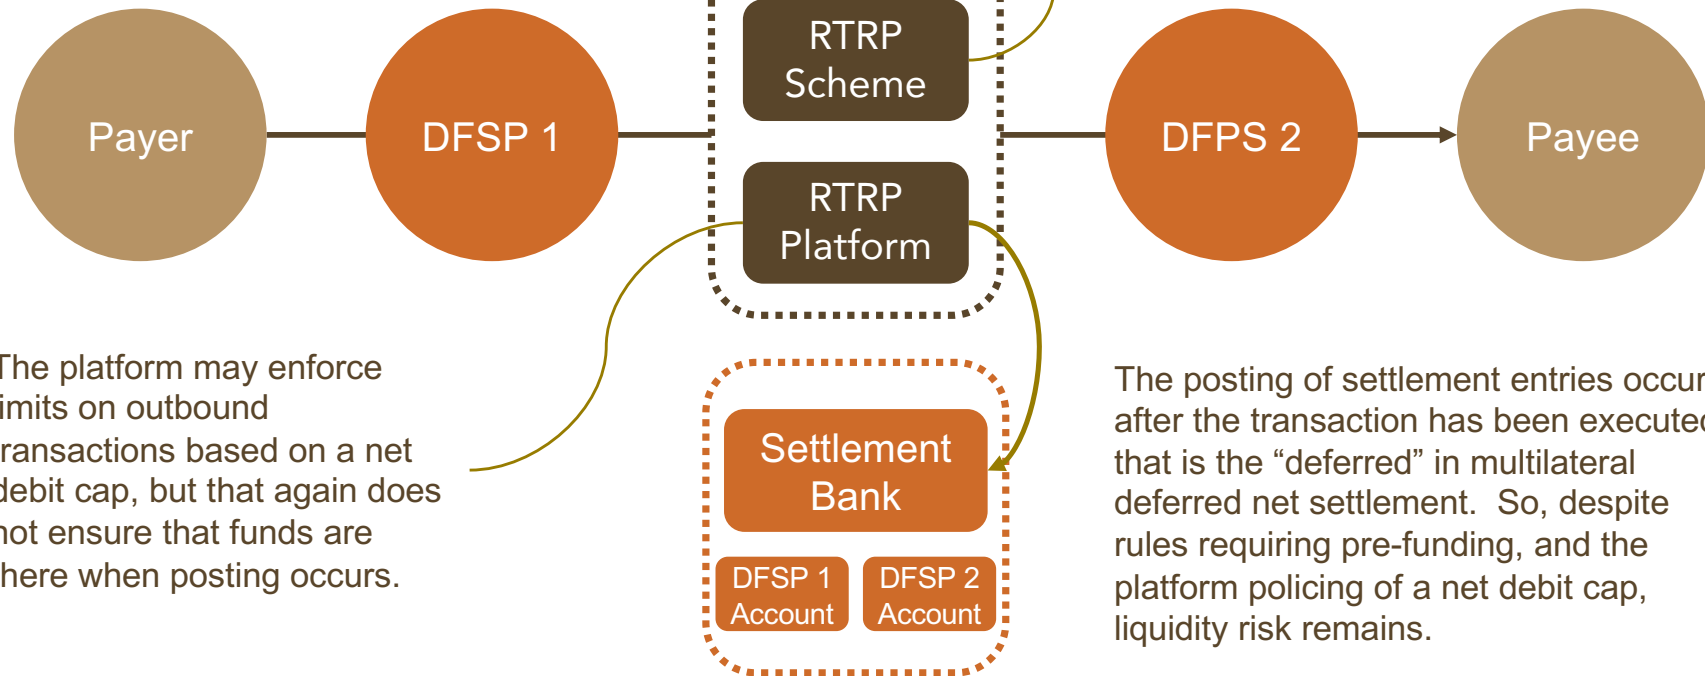 RTRP
Scheme
Payer
DFSP 1
DFPS 2
Payee
RTRP
Platform
The platform may enforce
limits on outbound
transactions based on a net
debit cap, but that again does
not ensure that funds are
there when posting occurs.
Settlement
Bank
DFSP 1
Account
DFSP 2
Account
The posting of settlement entries occur
after the transaction has been executed
that is the “deferred” in multilateral
deferred net settlement. So, despite
rules requiring pre-funding, and the
platform policing of a net debit cap,
liquidity risk remains.